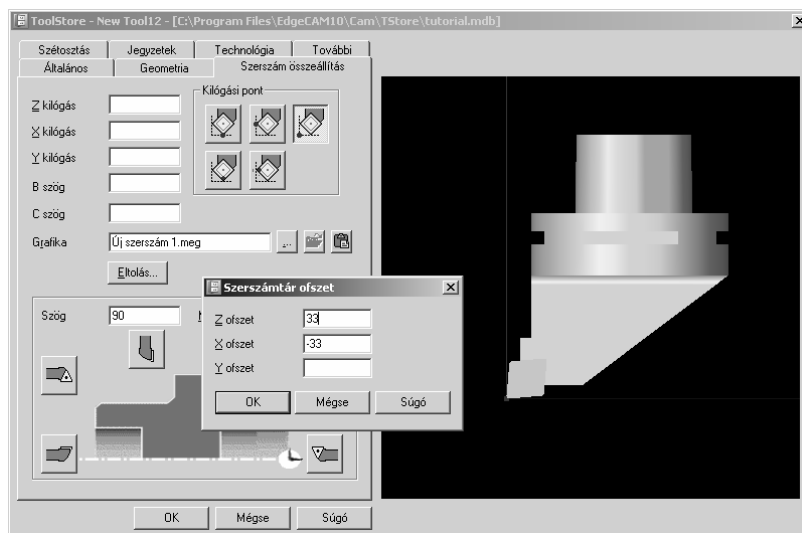 ToolStore - New Tool12 - [C:\Program Files\EdgeCAM10\Cam\TStore\tutorial.mdb]
Szétosztás Jegyzetek Technológia További
Általános Geometria Szerszám összeállítás
Z kilógás
X kilógás
Y kilógás
B szög
C szög
Kilógási pont
Grafika Új szerszám 1.meg ...
Eltolás...
Szög 90
Szerszámtár ofszet
Z ofszet 33
X ofszet -33
Y ofszet
OK Mégse Súgó
OK Mégse Súgó